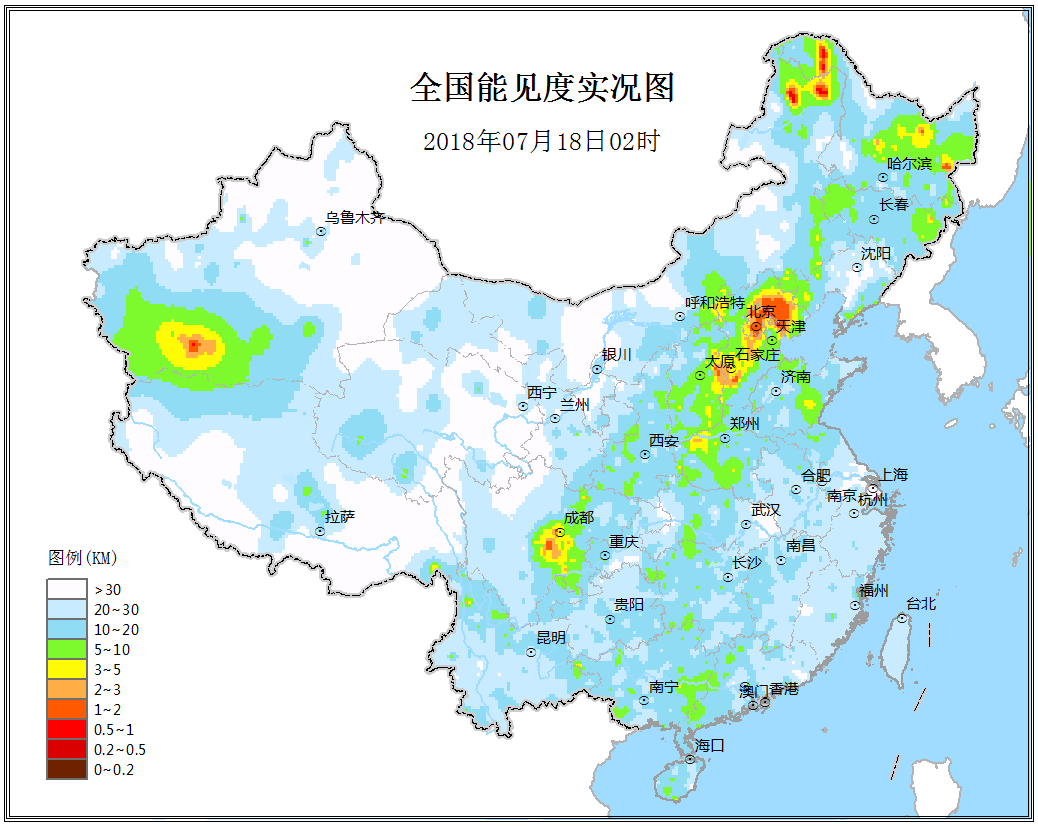 全国能见度实况图
2018年07月18日02时
哈尔滨
长春
乌鲁木齐
沈阳
呼和浩特
北京
天津
银川
太原
石家庄
济南
西宁
兰州
郑州
西安
合肥
上海
南京
杭州
成都
武汉
拉萨
重庆
南昌
长沙
贵阳
福州
台北
昆明
南宁
澳门
香港
海口
图例(KM)
>30
20~30
10~20
5~10
3~5
2~3
1~2
0.5~1
0.2~0.5
0~0.2